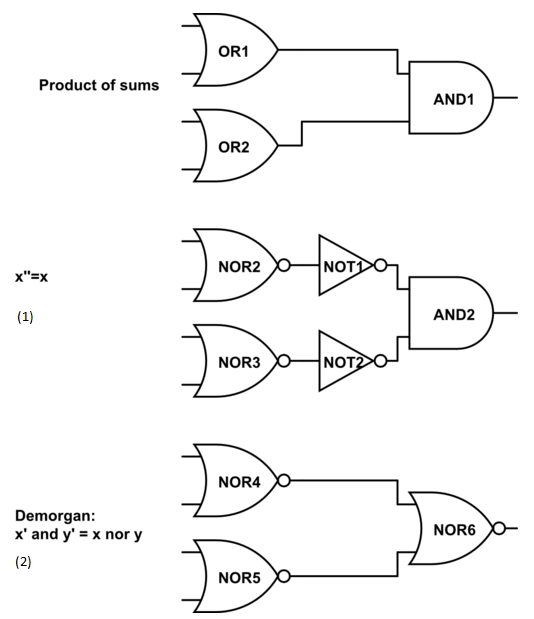 OR1
Product of sums
AND1
OR2
x''=x
NOR2
NOT1
(1)
AND2
NOR3
NOT2
NOR4
Demorgan:
x' and y' = x nor y
NOR6
(2)
NOR5